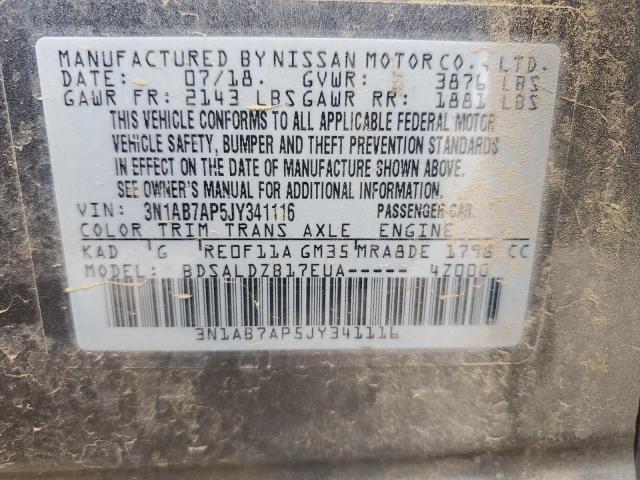 MANUFACTURED BY NISSAN MOTOR CO., LTD.
DATE: 07/18. GVWR: 3876 LBS
GAWR FR: 2143 LBS GAWR RR: 1881 LBS
THIS VEHICLE CONFORMS TO ALL APPLICABLE FEDERAL MOTOR
VEHICLE SAFETY, BUMPER AND THEFT PREVENTION STANDARDS
IN EFFECT ON THE DATE OF MANUFACTURE SHOWN ABOVE.
SEE OWNER'S MANUAL FOR ADDITIONAL INFORMATION.
VIN: 3N1AB7AP5JY341116 PASSENGER CAR.
COLOR TRIM TRANS AXLE ENGINE
KAD G RE0F11A GM35 MRA8DE 1798 CC
MODEL: BDSALDZB17EUA----- 4Z000
3N1AB7AP5JY341116